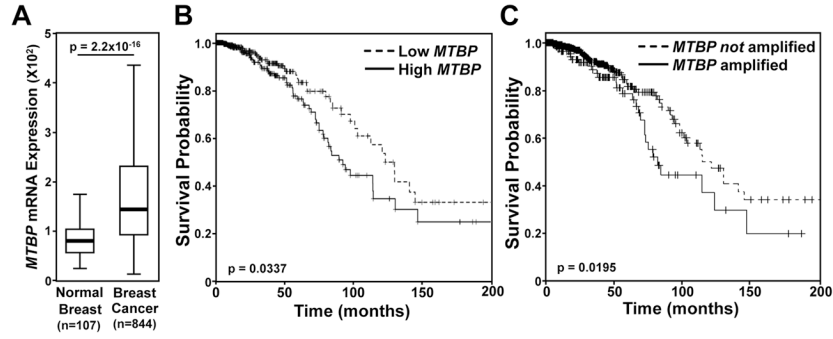 A
MTBP mRNA Expression (X10²)
5
4
3
2
1
0
p = 2.2x10⁻¹⁶
Normal Breast (n=107)
Breast Cancer (n=844)
B
Survival Probability
1.0
0.8
0.6
0.4
0.2
0
Low MTBP
High MTBP
p = 0.0337
0
50
100
150
200
Time (months)
C
Survival Probability
1.0
0.8
0.6
0.4
0.2
0
MTBP not amplified
MTBP amplified
p = 0.0195
0
50
100
150
200
Time (months)